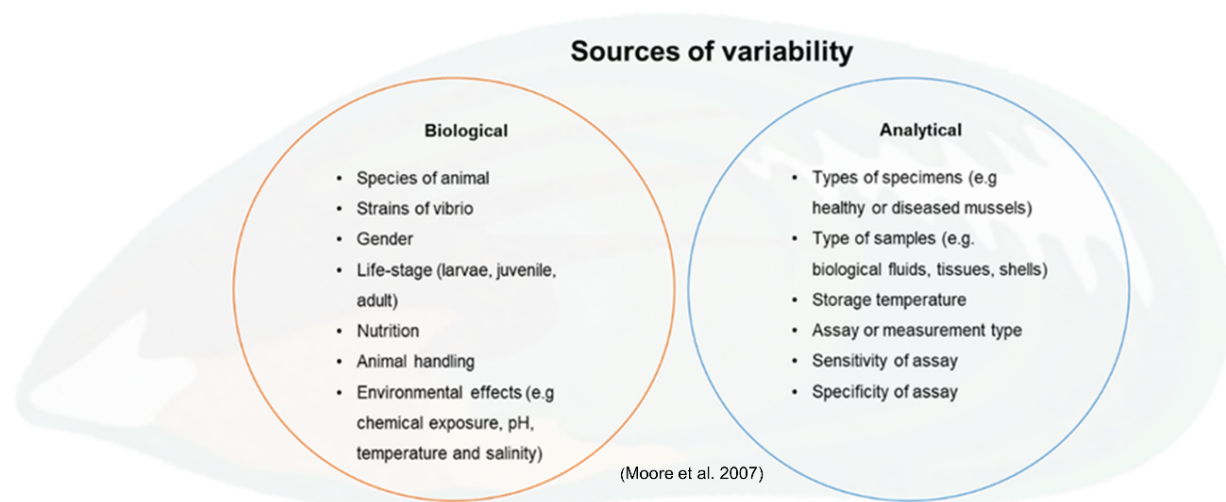 Sources of variability
Biological
• Species of animal
• Strains of vibrio
• Gender
• Life-stage (larvae, juvenile,
adult)
• Nutrition
• Animal handling
• Environmental effects (e.g
chemical exposure, pH,
temperature and salinity)
Analytical
• Types of specimens (e.g
healthy or diseased mussels)
• Type of samples (e.g.
biological fluids, tissues, shells)
• Storage temperature
• Assay or measurement type
• Sensitivity of assay
• Specificity of assay
(Moore et al. 2007)